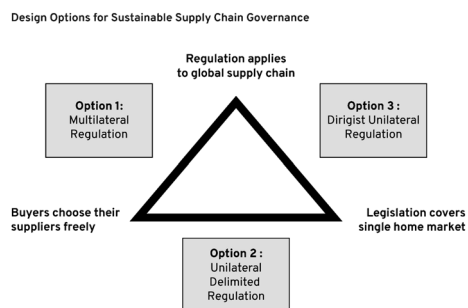 Design Options for Sustainable Supply Chain Governance
Regulation applies
to global supply chain
Option 1:
Multilateral
Regulation
Option 3 :
Dirigist Unilateral
Regulation
Buyers choose their
suppliers freely
Legislation covers
single home market
Option 2 :
Unilateral
Delimited
Regulation